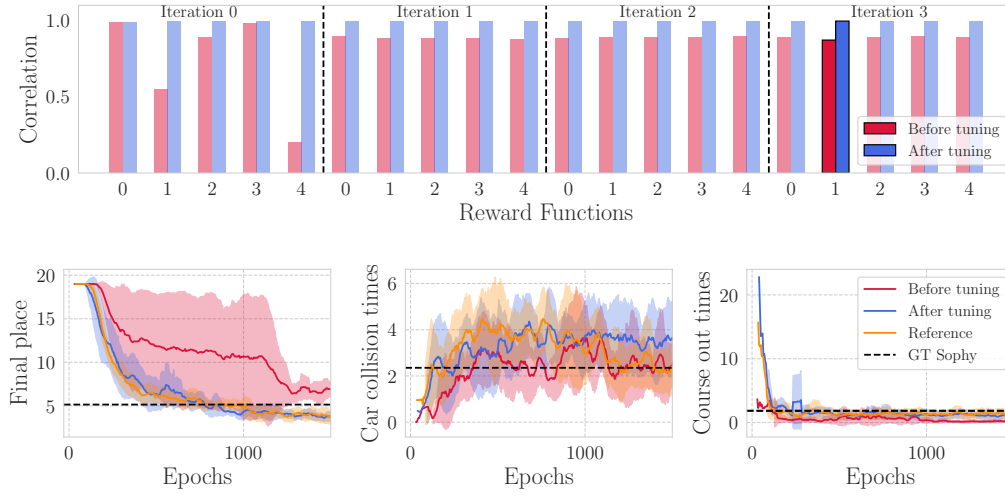 Iteration 0 Iteration 1 Iteration 2 Iteration 3
1.0
0.5
0.0
Correlation
Before tuning
After tuning
0 1 2 3 4 0 1 2 3 4 0 1 2 3 4 0 1 2 3 4
Reward Functions
Final place
20
15
10
5
0 1000
Epochs
Car collision times
6
4
2
0
0 1000
Epochs
Course out times
20
10
0
Before tuning
After tuning
Reference
GT Sophy
0 1000
Epochs